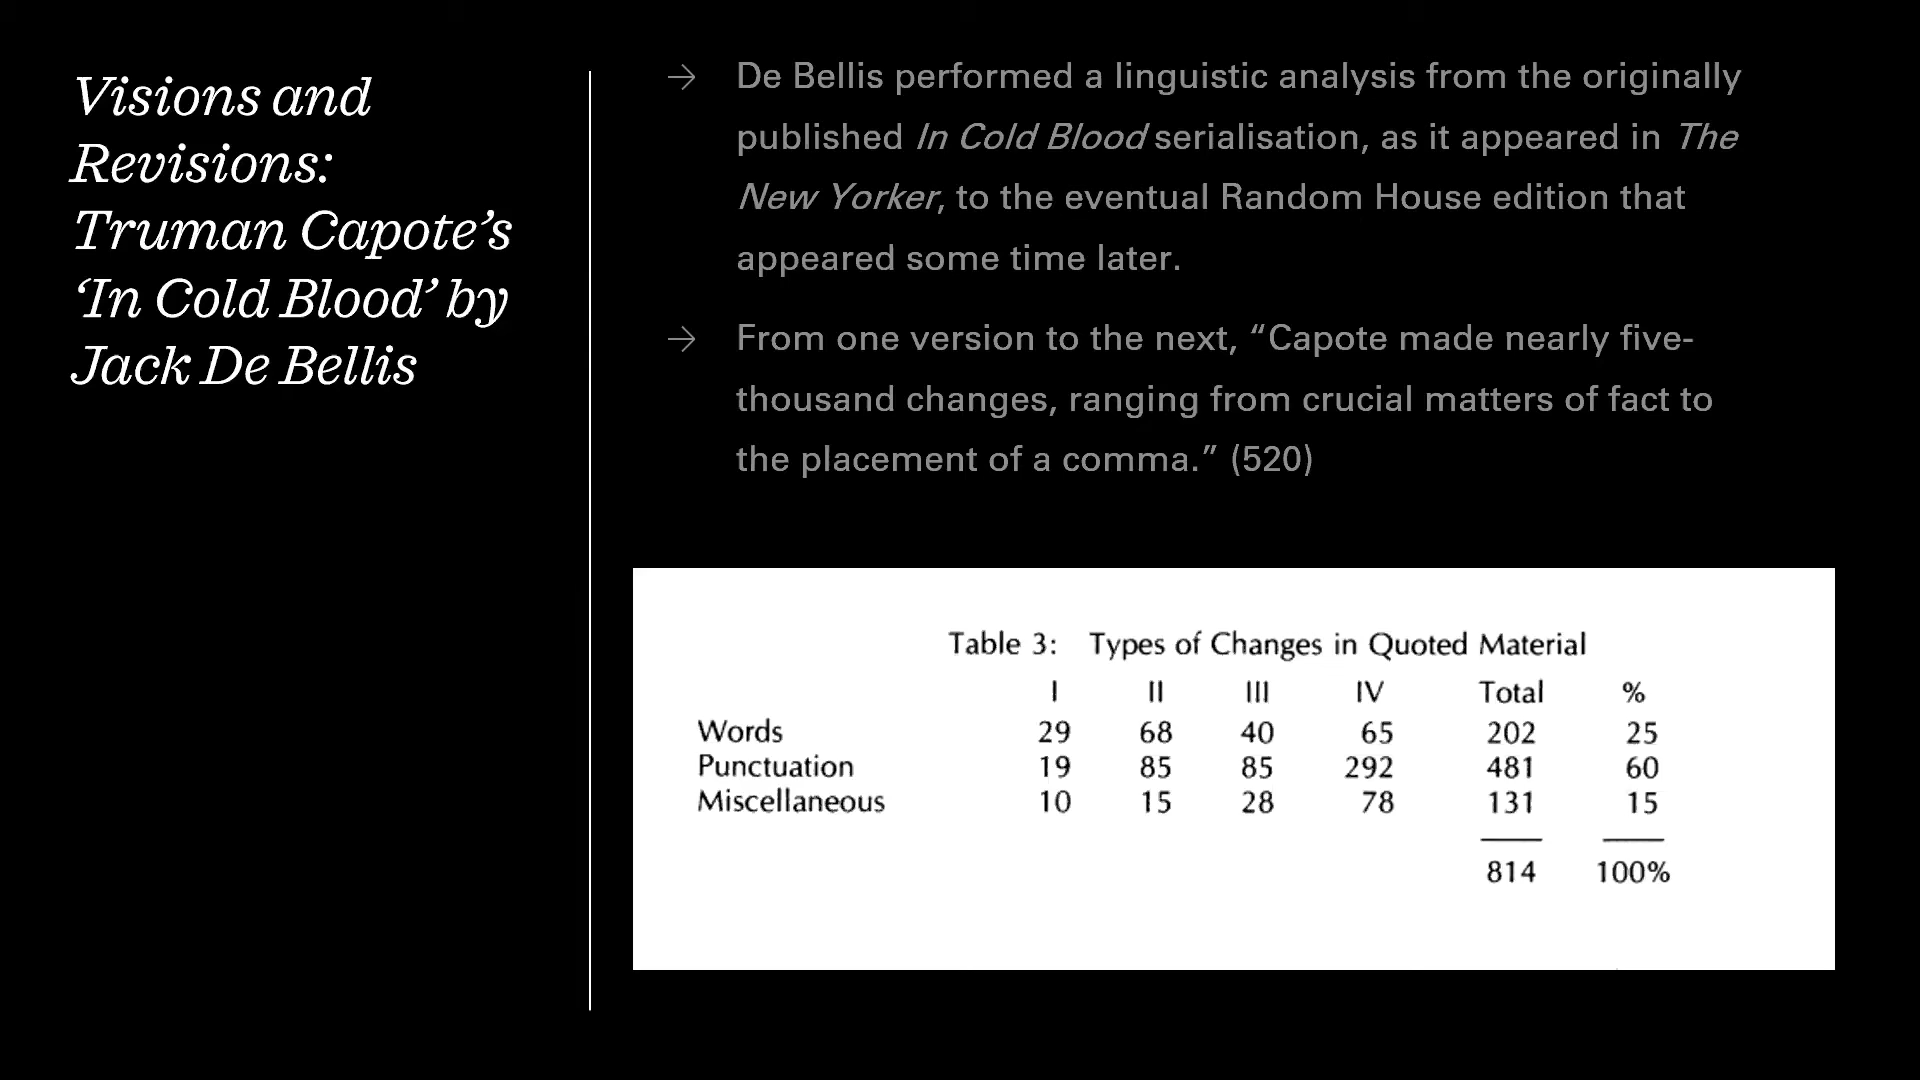 Visions and
Revisions:
Truman Capote’s
‘In Cold Blood’ by
Jack De Bellis
→ De Bellis performed a linguistic analysis from the originally
published In Cold Blood serialisation, as it appeared in The
New Yorker, to the eventual Random House edition that
appeared some time later.
→ From one version to the next, “Capote made nearly five-
thousand changes, ranging from crucial matters of fact to
the placement of a comma.” (520)
Table 3: Types of Changes in Quoted Material
I II III IV Total %
Words 29 68 40 65 202 25
Punctuation 19 85 85 292 481 60
Miscellaneous 10 15 28 78 131 15
814 100%